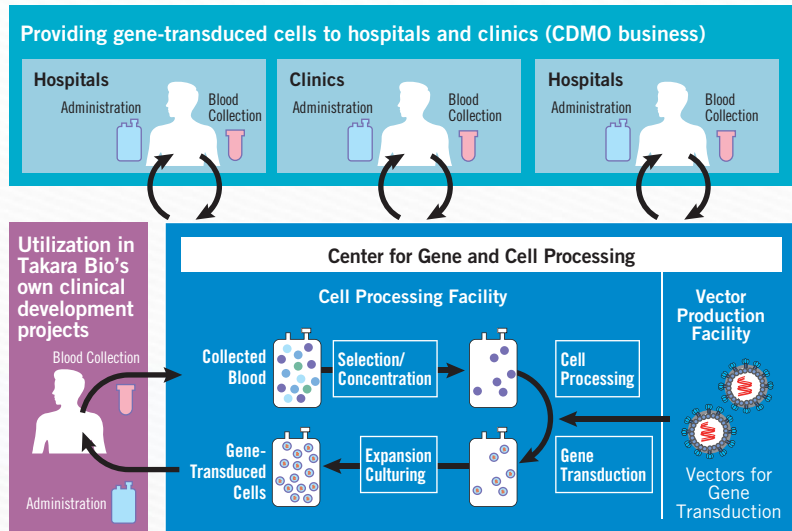 Providing gene-transduced cells to hospitals and clinics (CDMO business)
Hospitals
Administration
Blood
Collection
Clinics
Administration
Blood
Collection
Hospitals
Administration
Blood
Collection
Utilization in
Takara Bio's
own clinical
development
projects
Blood Collection
Administration
Center for Gene and Cell Processing
Cell Processing Facility
Collected
Blood
Selection/
Concentration
Cell
Processing
Gene-
Transduced
Cells
Expansion
Culturing
Gene
Transduction
Vector
Production
Facility
Vectors for
Gene
Transduction